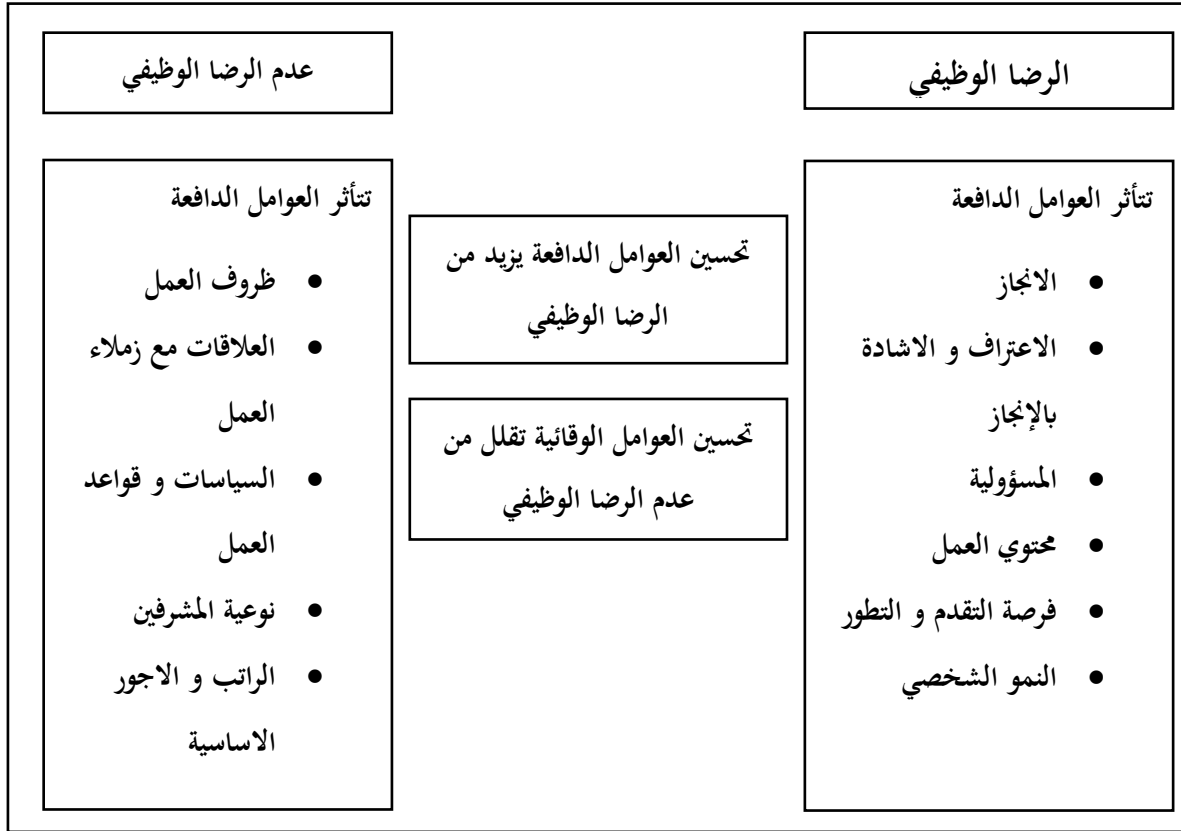 الرضا الوظيفي
عدم الرضا الوظيفي
تتأثر العوامل الدافعة
• الانجاز
• الاعتراف و الاشادة
بالإنجاز
• المسؤولية
• محتوي العمل
• فرصة التقدم و التطور
• النمو الشخصي
تحسين العوامل الدافعة يزيد من
الرضا الوظيفي
تحسين العوامل الوقائية تقلل من
عدم الرضا الوظيفي
تتأثر العوامل الدافعة
• ظروف العمل
• العلاقات مع زملاء
العمل
• السياسات و قواعد
العمل
• نوعية المشرفين
• الراتب و الاجور
الاساسية